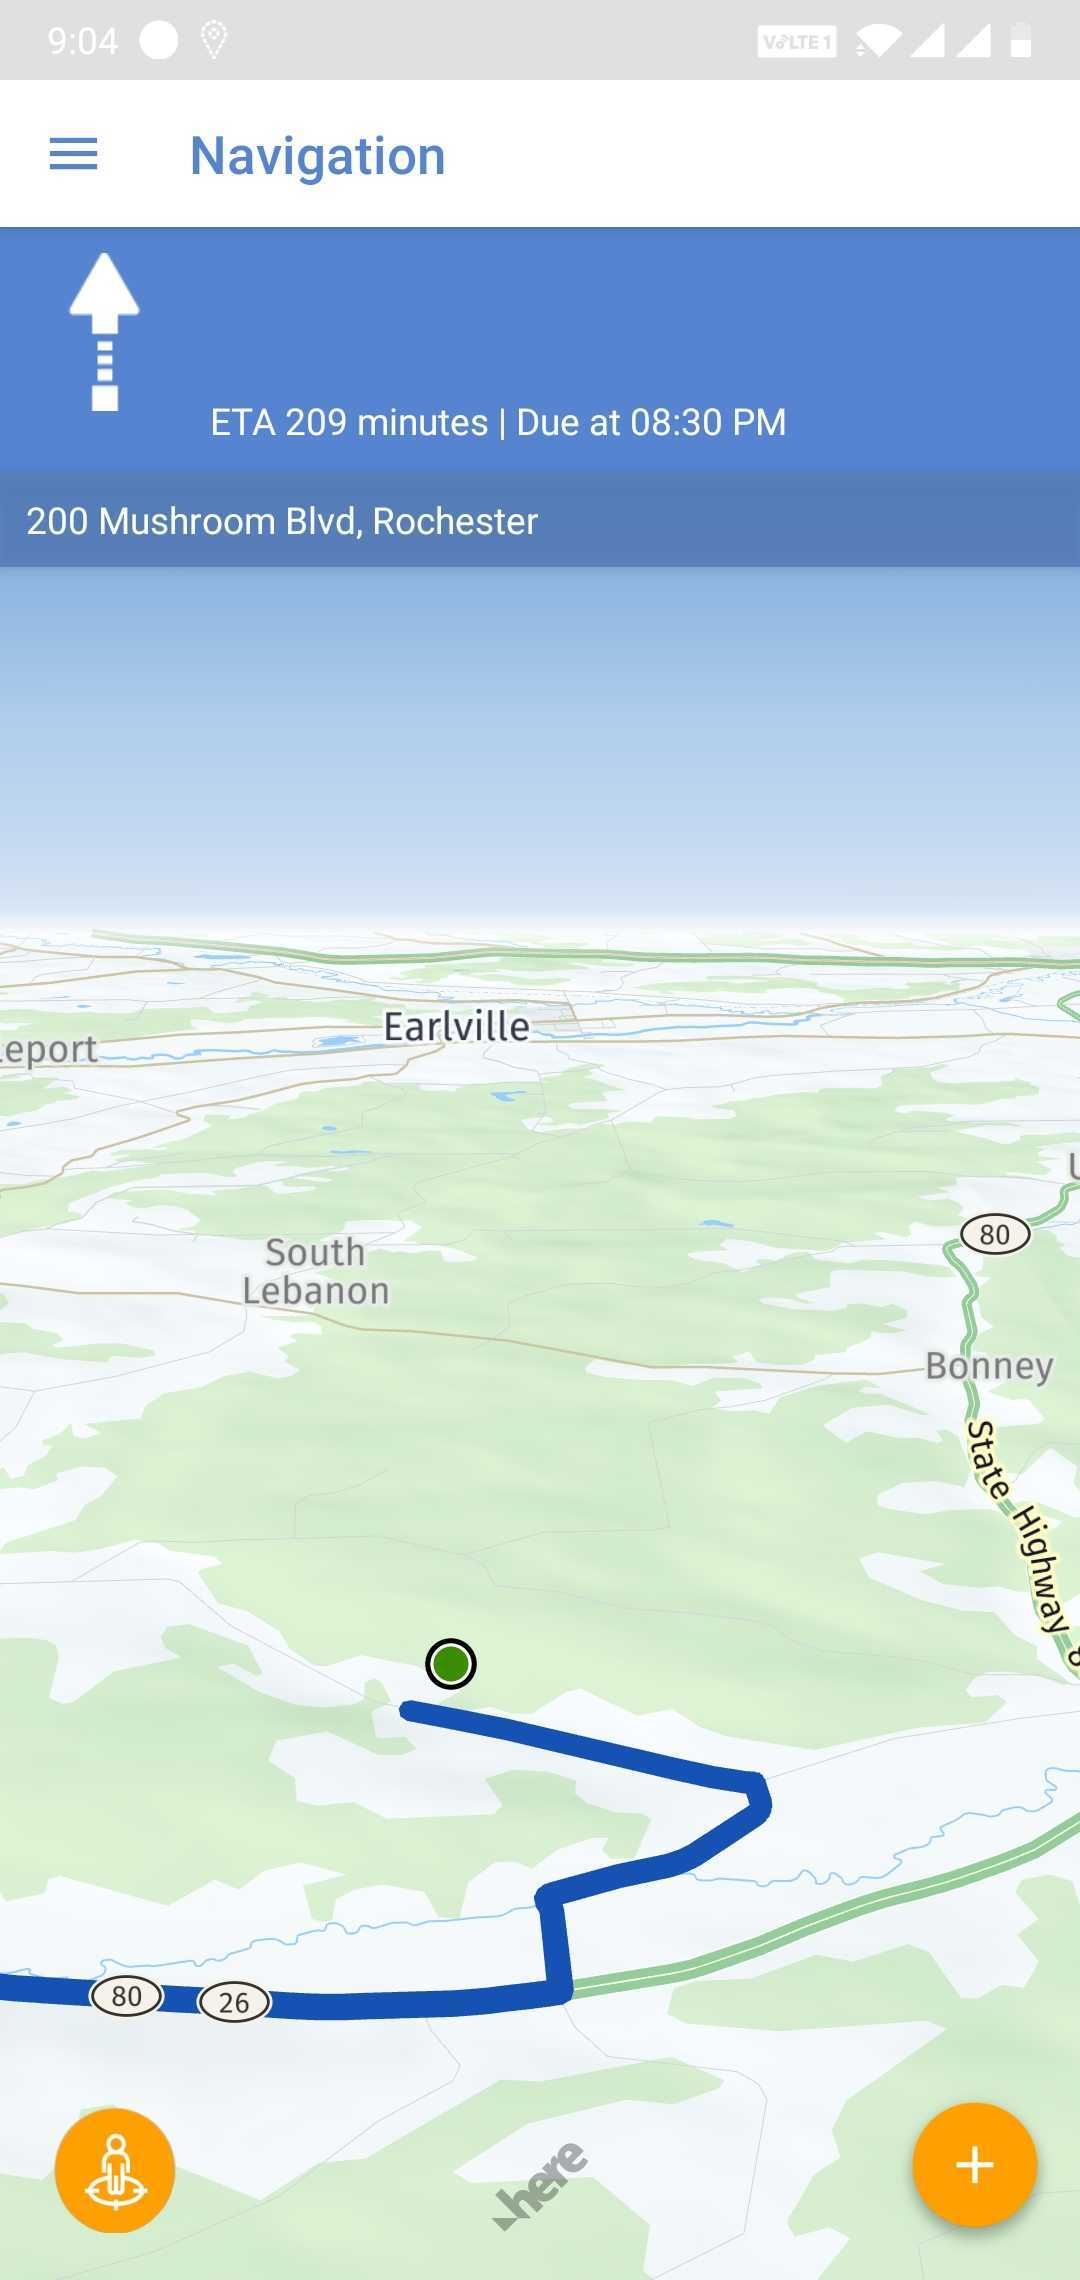 9:04
VoLTE 1
Navigation
ETA 209 minutes | Due at 08:30 PM
200 Mushroom Blvd, Rochester
Earlville
eport
80
South
Lebanon
Bonney
State Highway 8
80
26
here